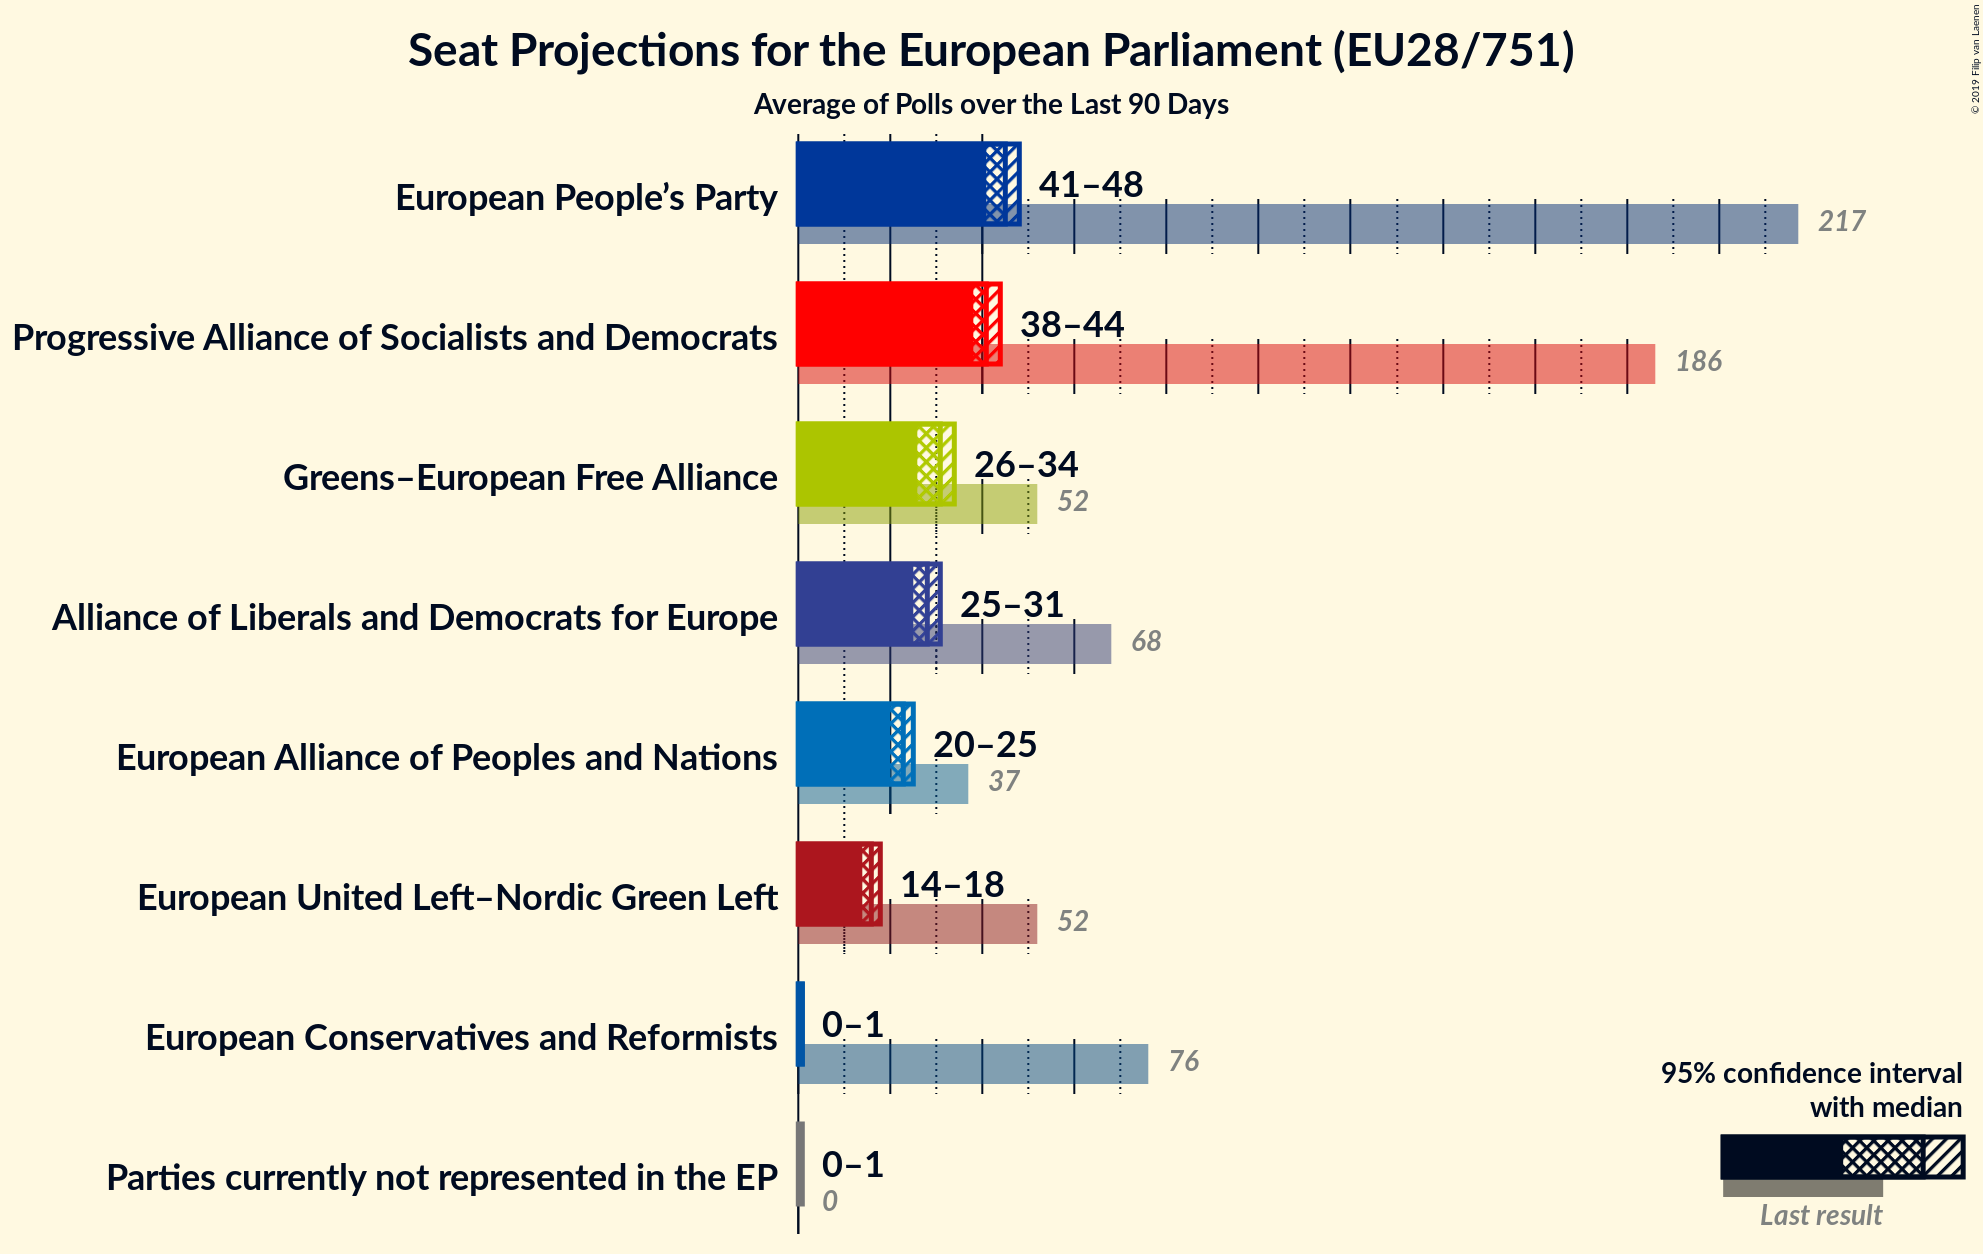 Seat Projections for the European Parliament (EU28/751)
Average of Polls over the Last 90 Days
© 2019 Filip van Laenen
European People’s Party
41–48
217
Progressive Alliance of Socialists and Democrats
38–44
186
Greens–European Free Alliance
26–34
52
Alliance of Liberals and Democrats for Europe
25–31
68
European Alliance of Peoples and Nations
20–25
37
European United Left–Nordic Green Left
14–18
52
European Conservatives and Reformists
0–1
76
Parties currently not represented in the EP
0–1
0
95% confidence interval
with median
Last result